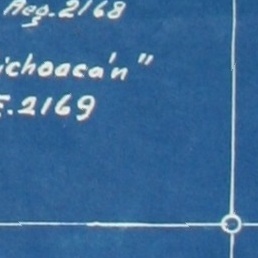 Reg. 2168
ichoacán"
E.2169